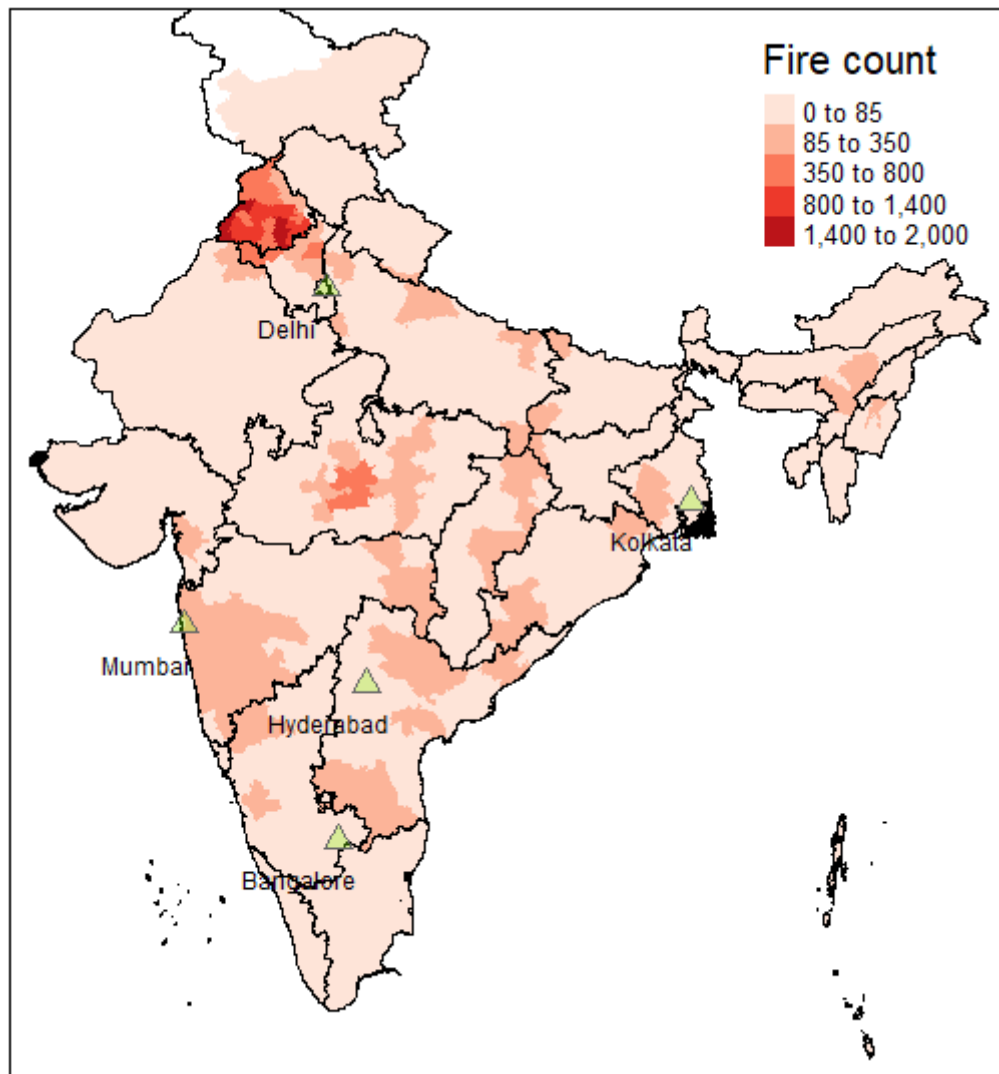 Fire count
0 to 85
85 to 350
350 to 800
800 to 1,400
1,400 to 2,000
Delhi
Kolkata
Mumbai
Hyderabad
Bangalore